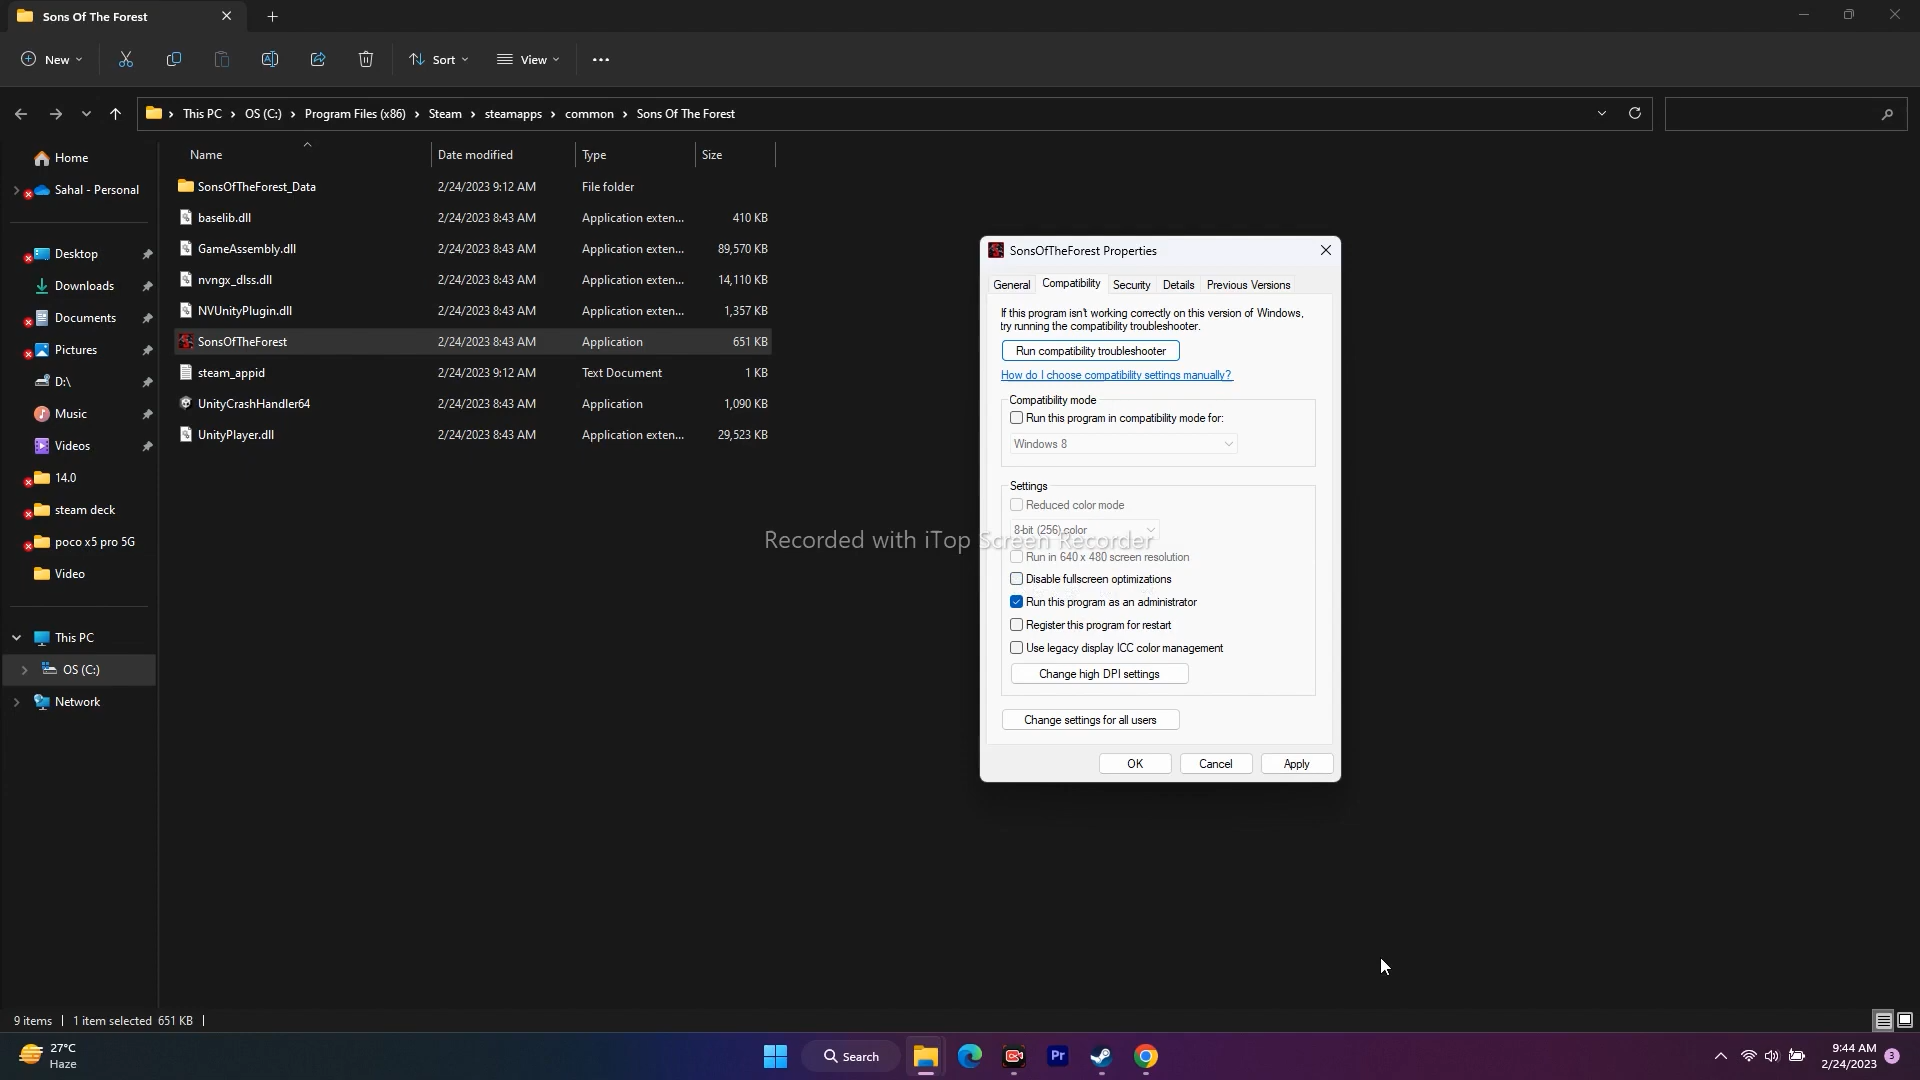 Sons Of The Forest
New
Sort
View
This PC > OS (C:) > Program Files (x86) > Steam > steamapps > common > Sons Of The Forest
Home
Sahal - Personal
Desktop
Downloads
Documents
Pictures
D:\
Music
Videos
14.0
steam deck
poco x5 pro 5G
Video
This PC
OS (C:)
Network
Name Date modified Type Size
SonsOfTheForest_Data 2/24/2023 9:12 AM File folder
baselib.dll 2/24/2023 8:43 AM Application exten... 410 KB
GameAssembly.dll 2/24/2023 8:43 AM Application exten... 89,570 KB
nvngx_dlss.dll 2/24/2023 8:43 AM Application exten... 14,110 KB
NVUnityPlugin.dll 2/24/2023 8:43 AM Application exten... 1,357 KB
SonsOfTheForest 2/24/2023 8:43 AM Application 651 KB
steam_appid 2/24/2023 9:12 AM Text Document 1 KB
UnityCrashHandler64 2/24/2023 8:43 AM Application 1,090 KB
UnityPlayer.dll 2/24/2023 8:43 AM Application exten... 29,523 KB
SonsOfTheForest Properties
General Compatibility Security Details Previous Versions
If this program isn't working correctly on this version of Windows,
try running the compatibility troubleshooter.
Run compatibility troubleshooter
How do I choose compatibility settings manually?
Compatibility mode
Run this program in compatibility mode for:
Windows 8
Settings
Reduced color mode
8-bit (256) color
Run in 640 x 480 screen resolution
Disable fullscreen optimizations
Run this program as an administrator
Register this program for restart
Use legacy display ICC color management
Change high DPI settings
Change settings for all users
OK Cancel Apply
Recorded with iTop Screen Recorder
9 items 1 item selected 651 KB
27°C
Haze
Search
Pr
9:44 AM
2/24/2023
3